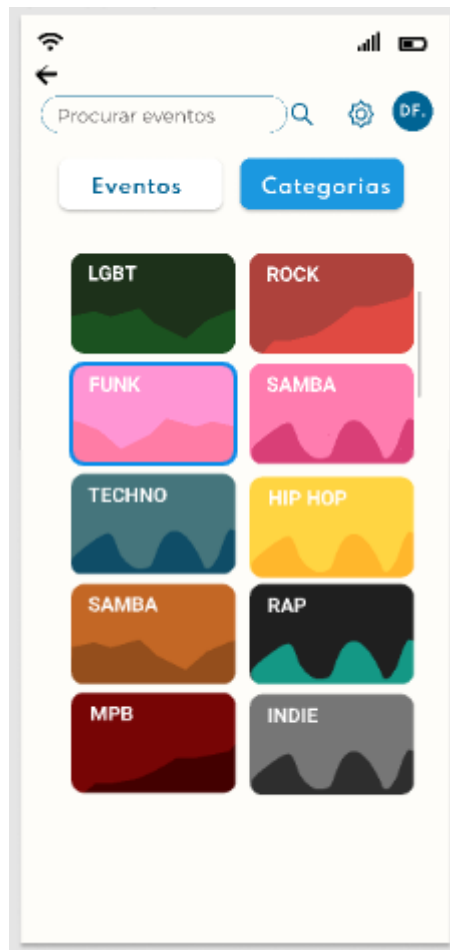 Procurar eventos
DF.
Eventos
Categorias
LGBT
ROCK
FUNK
SAMBA
TECHNO
HIP HOP
SAMBA
RAP
MPB
INDIE